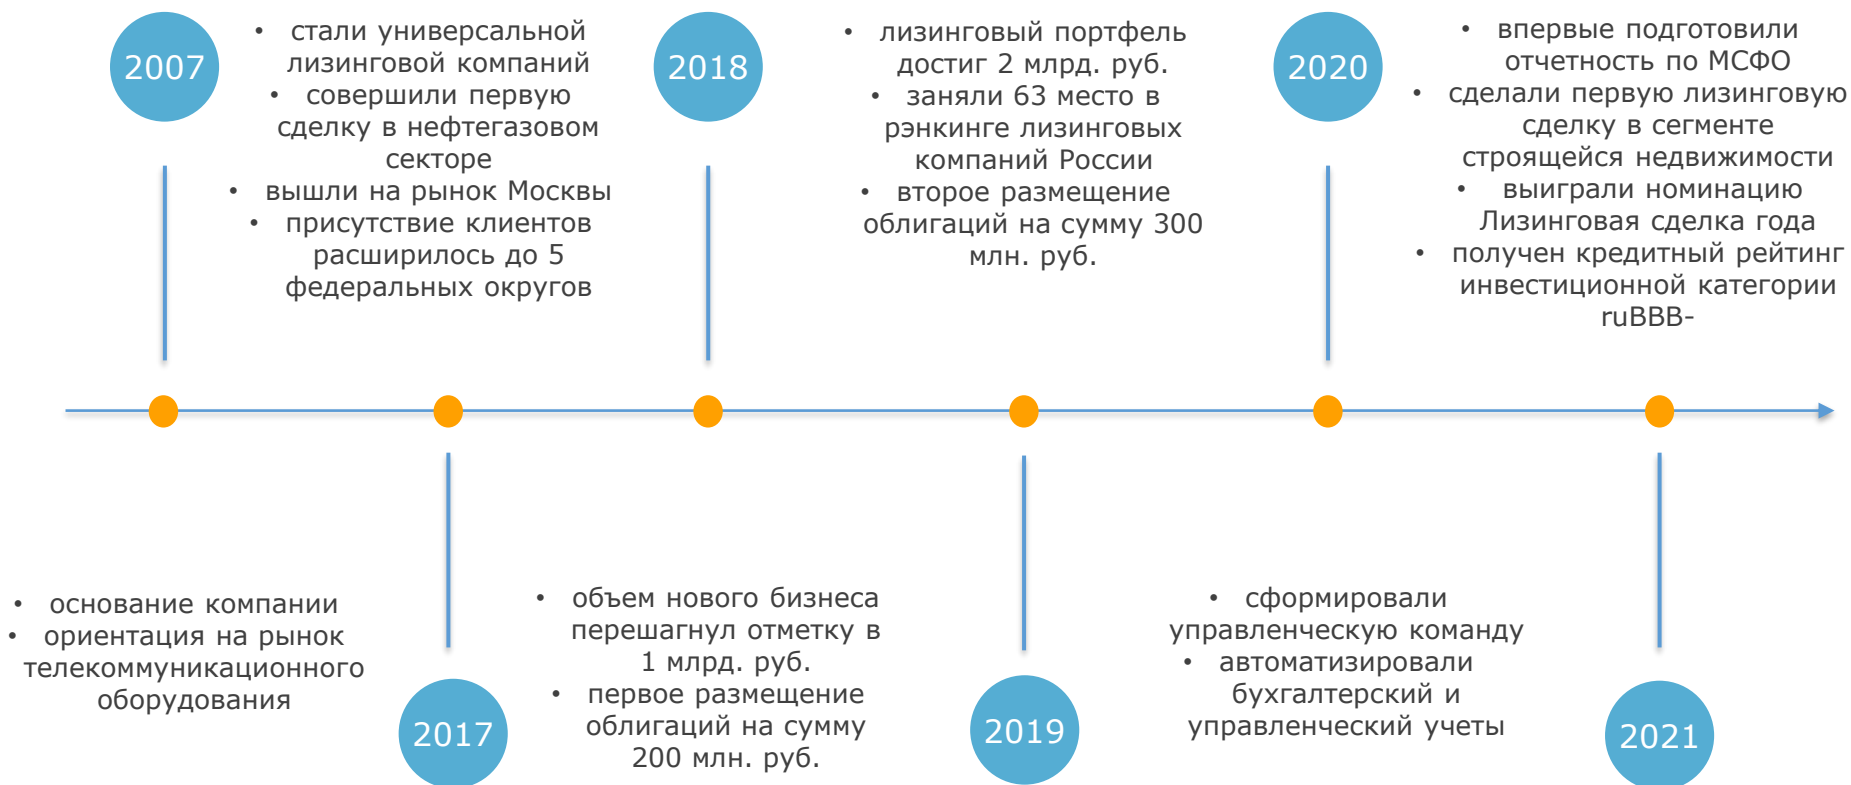 2007
• основание компании
• ориентация на рынок
телекоммуникационного
оборудования
• стали универсальной
лизинговой компаний
• совершили первую
сделку в нефтегазовом
секторе
• вышли на рынок Москвы
• присутствие клиентов
расширилось до 5
федеральных округов
2017
2018
• объем нового бизнеса
перешагнул отметку в
1 млрд. руб.
• первое размещение
облигаций на сумму
200 млн. руб.
• лизинговый портфель
достиг 2 млрд. руб.
• заняли 63 место в
рэнкинге лизинговых
компаний России
• второе размещение
облигаций на сумму 300
млн. руб.
2019
2020
• сформировали
управленческую команду
• автоматизировали
бухгалтерский и
управленческий учеты
• впервые подготовили
отчетность по МСФО
• сделали первую лизинговую
сделку в сегменте
строящейся недвижимости
• выиграли номинацию
Лизинговая сделка года
• получен кредитный рейтинг
инвестиционной категории
ruBBB-
2021